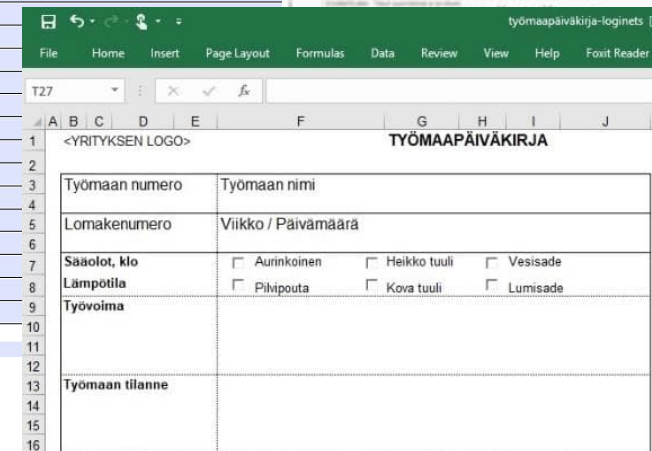 työmaapäiväkirja-loginets [
File Home Insert Page Layout Formulas Data Review View Help Foxit Reader
T27 fx
A B C D E F G H I J
1 <YRITYKSEN LOGO> TYÖMAAPÄIVÄKIRJA
2
3 Työmaan numero Työmaan nimi
4
5 Lomakenumero Viikko / Päivämäärä
6
7 Sääolot, klo Aurinkoinen Heikko tuuli Vesisade
8 Lämpötila Pilvipouta Kova tuuli Lumisade
9 Työvoima
10
11
12
13 Työmaan tilanne
14
15
16